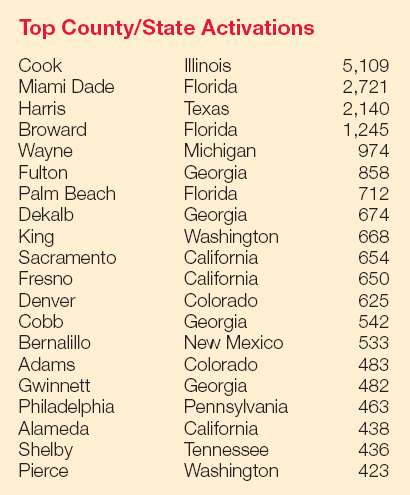 Top County/State Activations
Cook Illinois 5,109
Miami Dade Florida 2,721
Harris Texas 2,140
Broward Florida 1,245
Wayne Michigan 974
Fulton Georgia 858
Palm Beach Florida 712
Dekalb Georgia 674
King Washington 668
Sacramento California 654
Fresno California 650
Denver Colorado 625
Cobb Georgia 542
Bernalillo New Mexico 533
Adams Colorado 483
Gwinnett Georgia 482
Philadelphia Pennsylvania 463
Alameda California 438
Shelby Tennessee 436
Pierce Washington 423